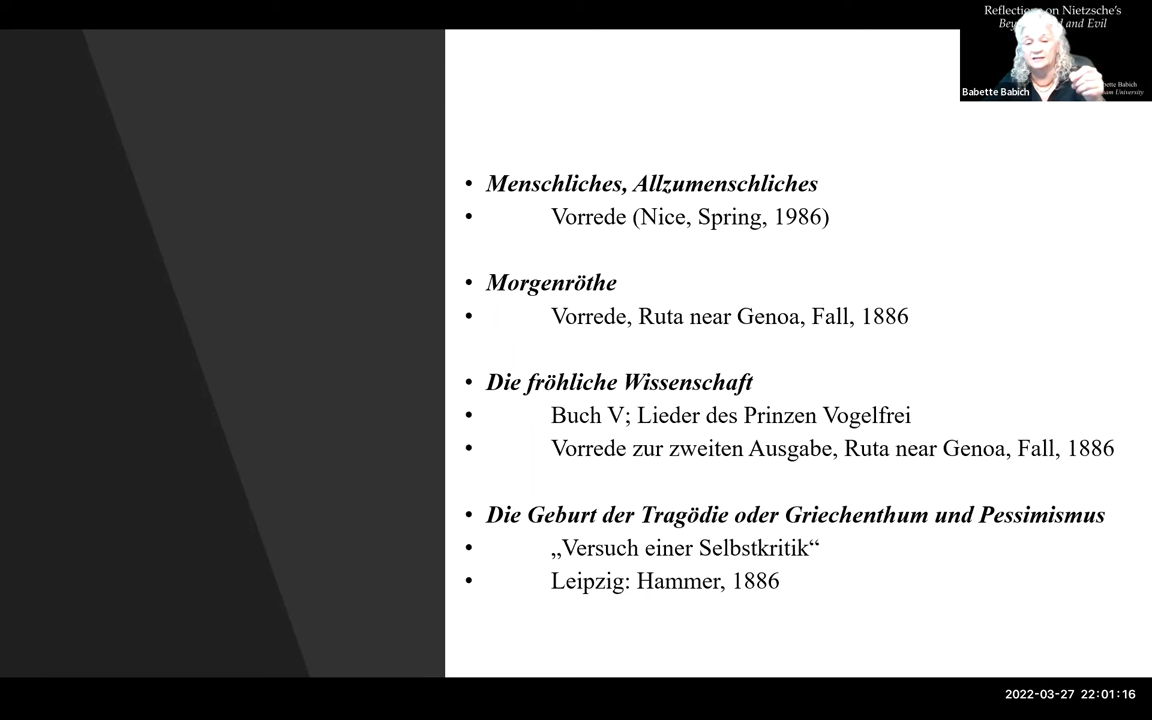 Reflections on Nietzsche's
and Evil
Babette Babich
University
• Menschliches, Allzumenschliches
• Vorrede (Nice, Spring, 1986)
• Morgenröthe
• Vorrede, Ruta near Genoa, Fall, 1886
• Die fröhliche Wissenschaft
• Buch V; Lieder des Prinzen Vogelfrei
• Vorrede zur zweiten Ausgabe, Ruta near Genoa, Fall, 1886
• Die Geburt der Tragödie oder Griechenthum und Pessimismus
• „Versuch einer Selbstkritik“
• Leipzig: Hammer, 1886
2022-03-27 22:01:16